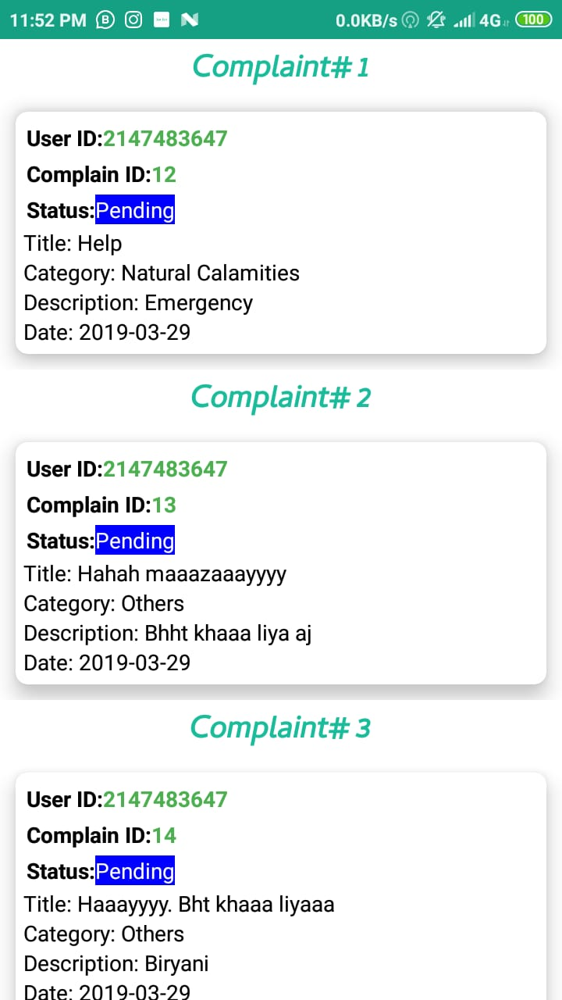 11:52 PM 0.0KB/s 4G 100
Complaint# 1
User ID:2147483647
Complain ID:12
Status:Pending
Title: Help
Category: Natural Calamities
Description: Emergency
Date: 2019-03-29
Complaint# 2
User ID:2147483647
Complain ID:13
Status:Pending
Title: Hahah maaazaaayyyy
Category: Others
Description: Bhht khaaa liya aj
Date: 2019-03-29
Complaint# 3
User ID:2147483647
Complain ID:14
Status:Pending
Title: Haaayyyy. Bht khaaa liyaaa
Category: Others
Description: Biryani
Date: 2019-03-29